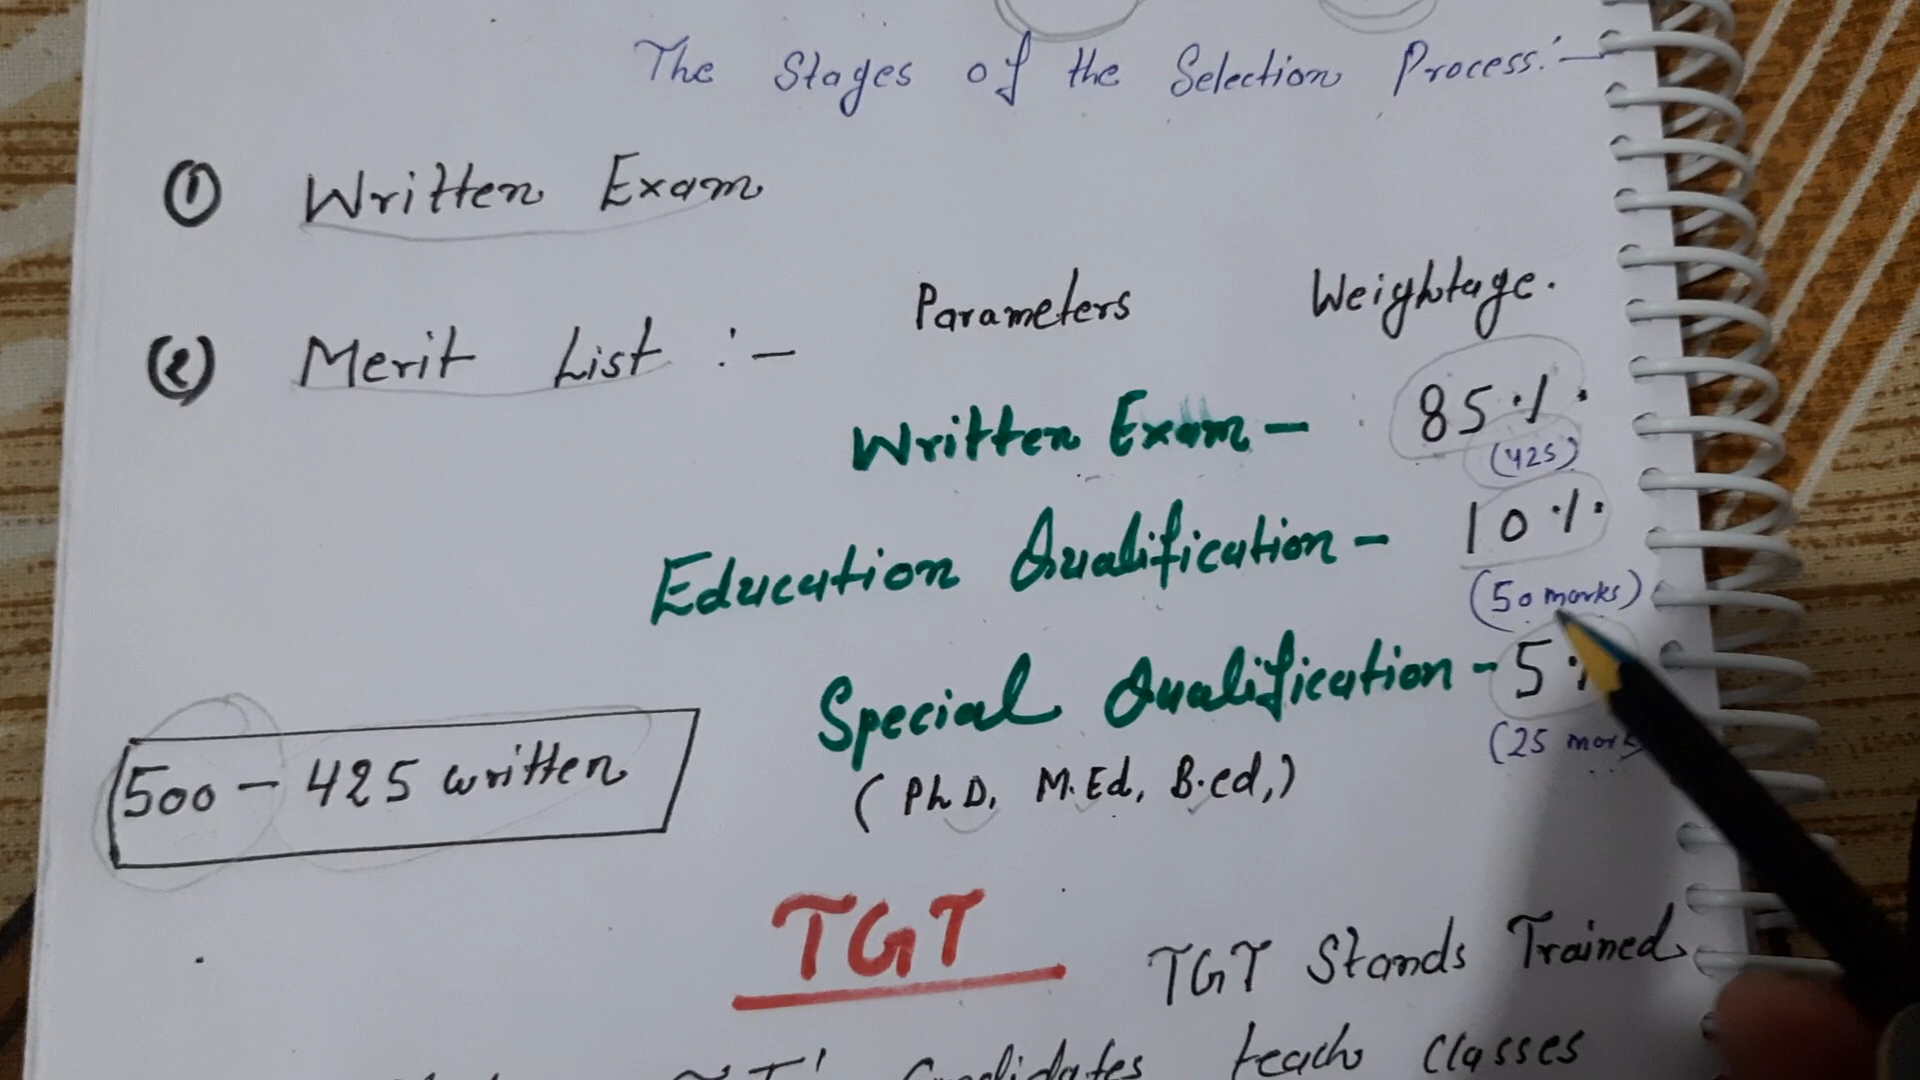 The Stages of the Selection Process:-
(1) Written Exam
Parameters Weightage.
(2) Merit List :-
Written Exam - 85%
(425)
Education Qualification - 10%
(50 marks)
Special Qualification - 5%
(25 mark
(Ph D, M.Ed, B.ed,)
500 - 425 written
TGT
TGT Stands Trained
Candidates teach Classes